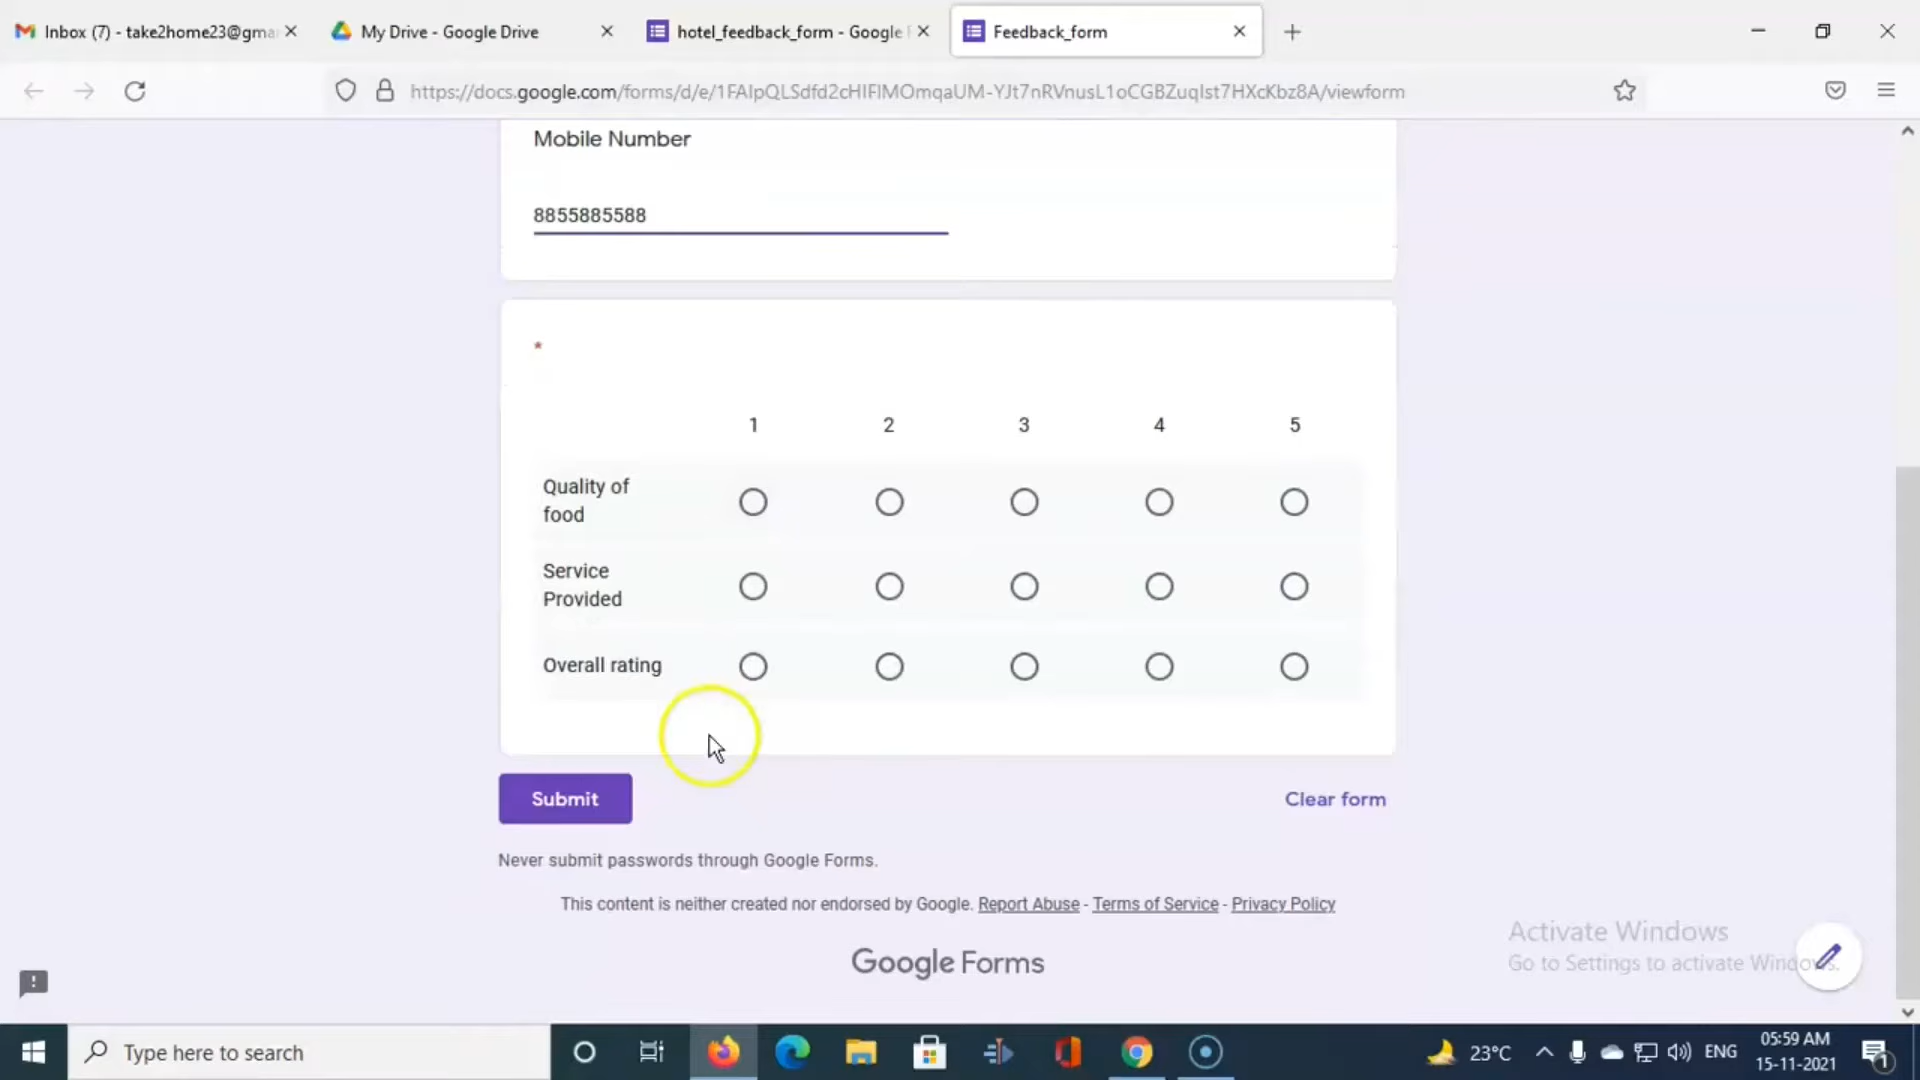 Inbox (7) - take2home23@gma
My Drive - Google Drive
hotel_feedback_form - Google F
Feedback_form
https://docs.google.com/forms/d/e/1FAIpQLSdfd2cHIFIMOmqaUM-YJt7nRVnusL1oCGBZuqIst7HXcKbz8A/viewform
Mobile Number
8855885588
*
1 2 3 4 5
Quality of
food
Service
Provided
Overall rating
Submit
Clear form
Never submit passwords through Google Forms.
This content is neither created nor endorsed by Google. Report Abuse - Terms of Service - Privacy Policy
Google Forms
Activate Windows
Go to Settings to activate Windows.
Type here to search
23°C
ENG
05:59 AM
15-11-2021
1